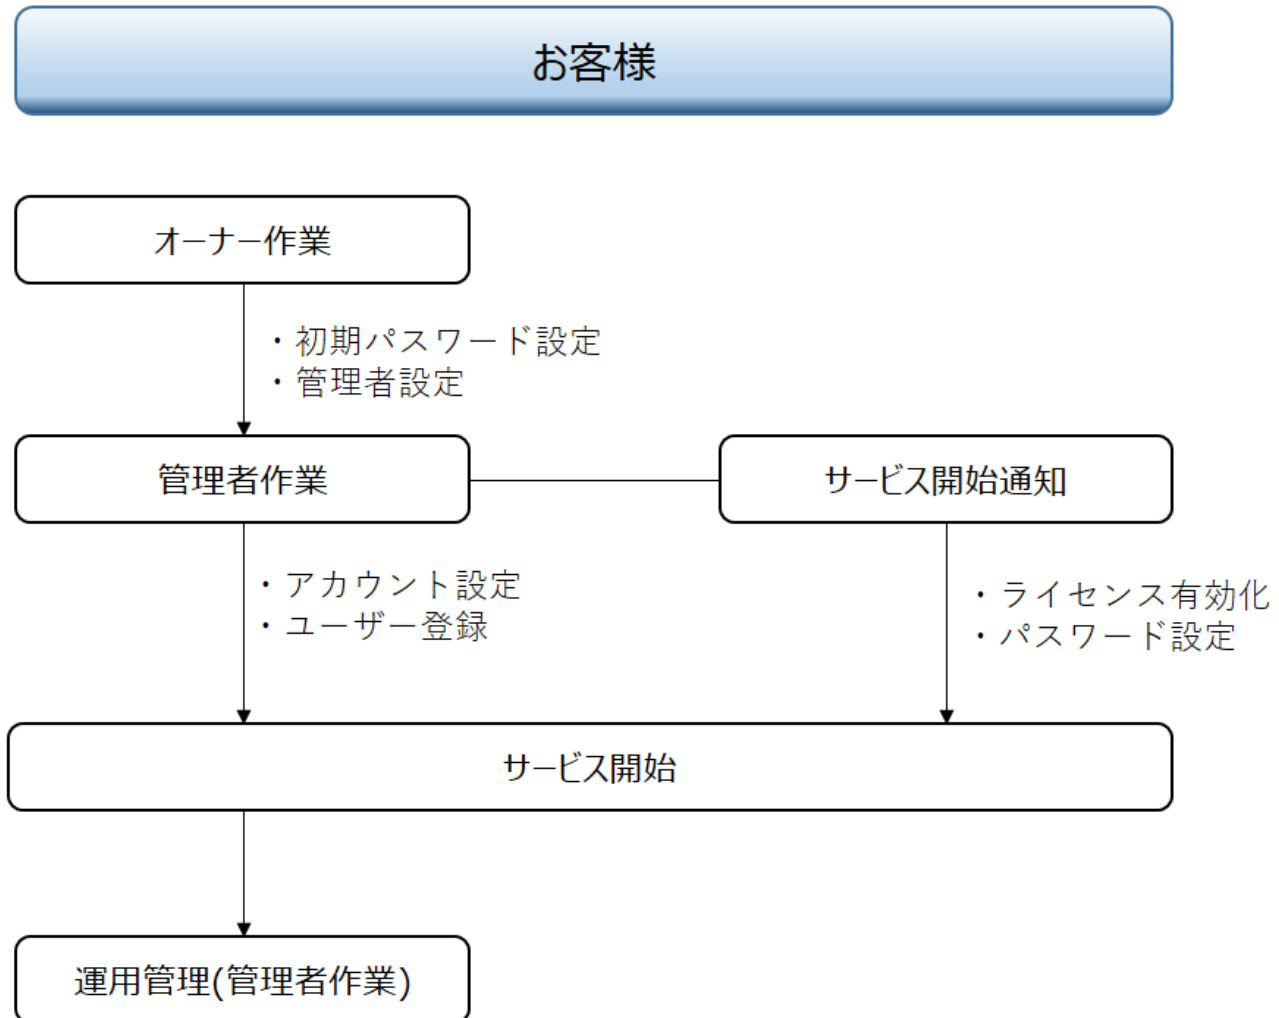 お客様
オーナー作業
・初期パスワード設定
・管理者設定
管理者作業
サービス開始通知
・アカウント設定
・ユーザー登録
・ライセンス有効化
・パスワード設定
サービス開始
運用管理(管理者作業)